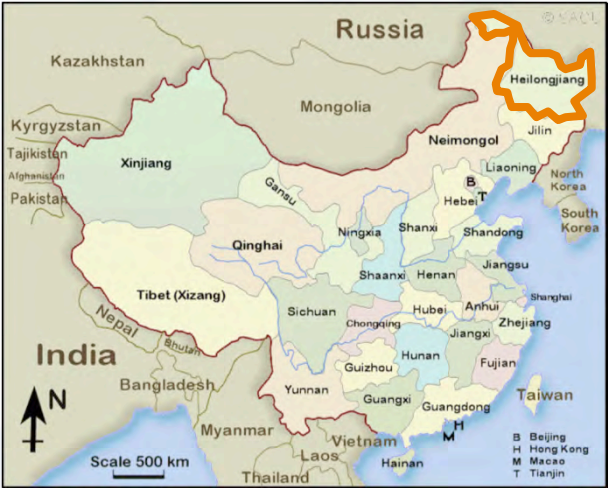 © SACU
Russia
Kazakhstan
Heilongjiang
Mongolia
Kyrgyzstan
Jilin
Neimongol
Tajikistan
Xinjiang
Liaoning
Afghanistan
North
Korea
Gansu
B
Pakistan
Hebei T
South
Korea
Ningxia
Shanxi
Shandong
Qinghai
Shaanxi
Henan
Jiangsu
Tibet (Xizang)
Shanghai
Sichuan
Hubei
Anhui
Nepal
Chongqing
Zhejiang
Jiangxi
Bhutan
India
Hunan
Fujian
Guizhou
Bangladesh
Yunnan
Taiwan
N
Guangxi
Guangdong
H
Myanmar
M
Vietnam
B Beijing
H Hong Kong
Laos
M Macao
Scale 500 km
Hainan
T Tianjin
Thailand